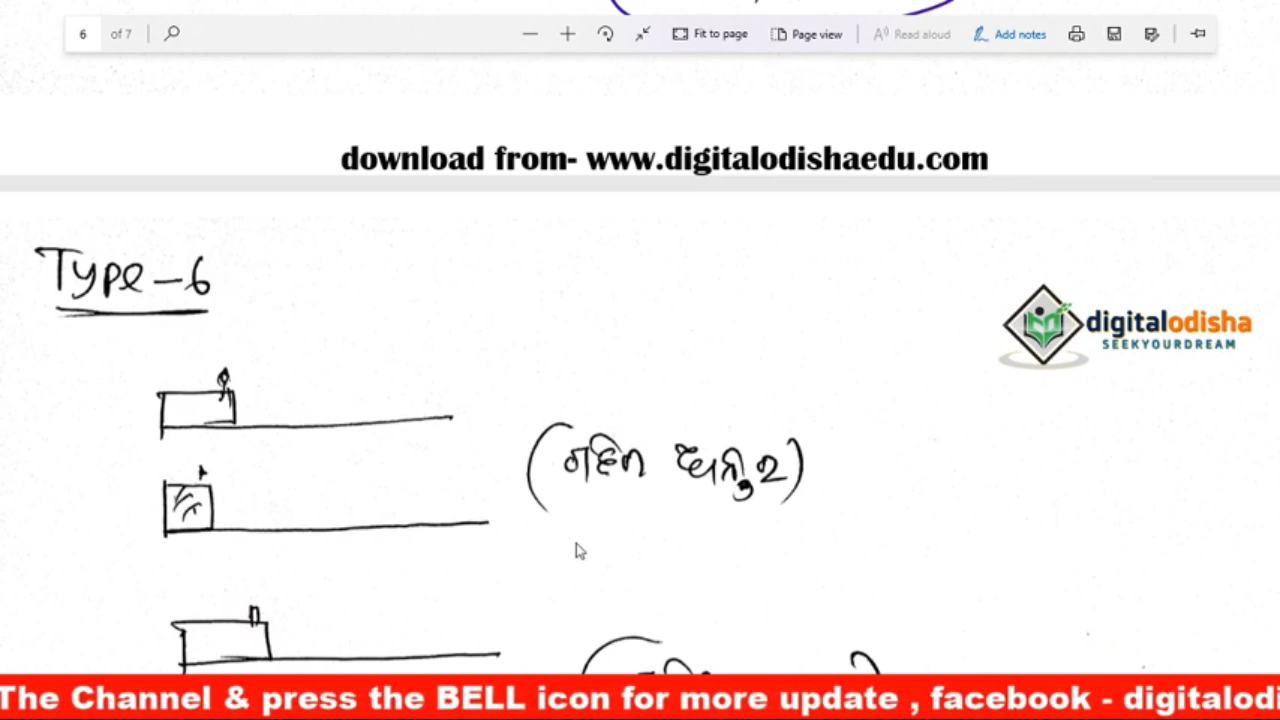 6 of 7 Fit to page Page view Read aloud Add notes
download from- www.digitalodishaedu.com
Type-6
digitalodisha
SEEKYOURDREAM
The Channel & press the BELL icon for more update , facebook - digitalodi